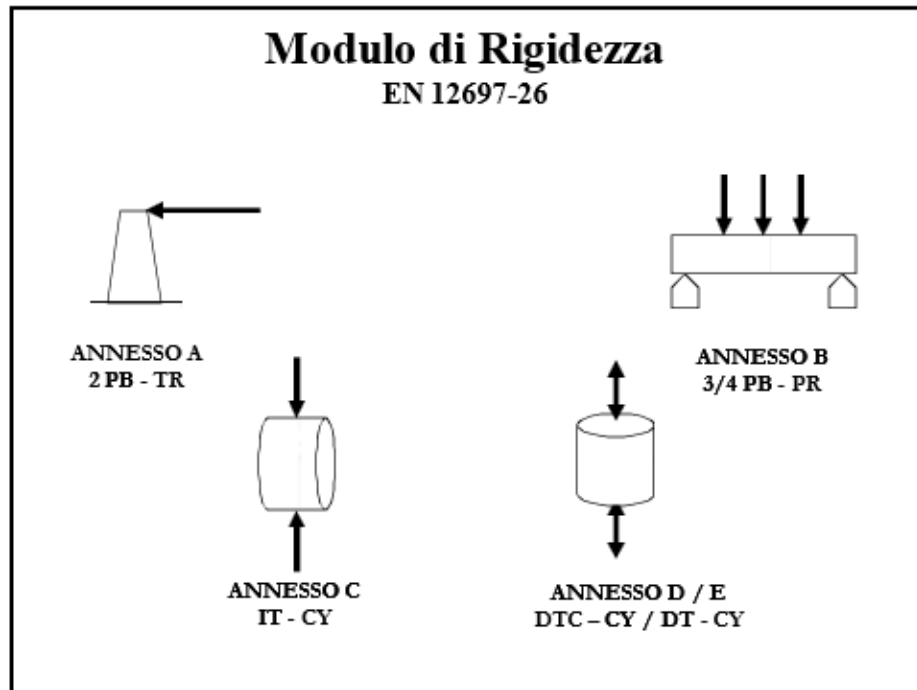 Modulo di Rigidezza
EN 12697-26
ANNESSO A
2 PB - TR
ANNESSO B
3/4 PB - PR
ANNESSO C
IT - CY
ANNESSO D / E
DTC – CY / DT - CY